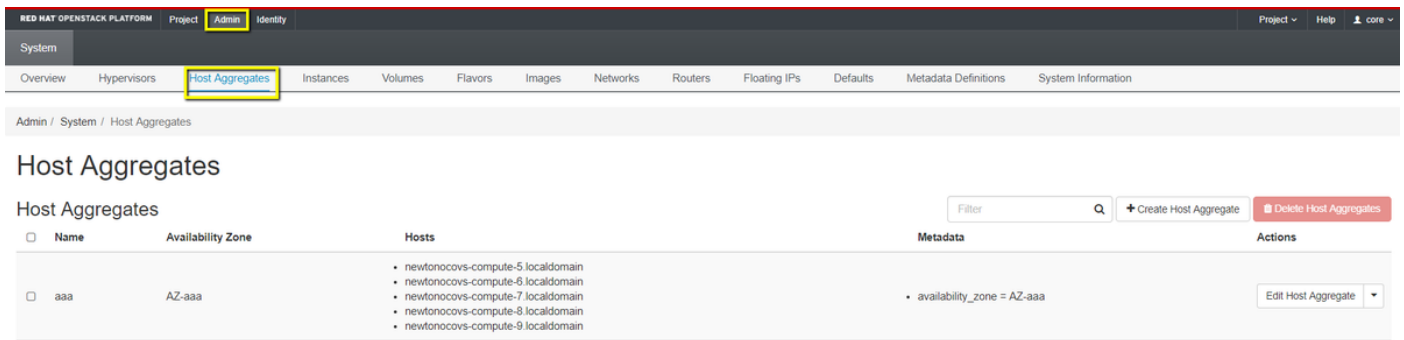 RED HAT OPENSTACK PLATFORM Project Admin Identity Project Help core
System
Overview Hypervisors Host Aggregates Instances Volumes Flavors Images Networks Routers Floating IPs Defaults Metadata Definitions System Information
Admin / System / Host Aggregates
Host Aggregates
Host Aggregates Filter +Create Host Aggregate Delete Host Aggregates
Name Availability Zone Hosts Metadata Actions
• newtonocovs-compute-5.localdomain
• newtonocovs-compute-6.localdomain
aaa AZ-aaa • newtonocovs-compute-7.localdomain • availability_zone = AZ-aaa Edit Host Aggregate
• newtonocovs-compute-8.localdomain
• newtonocovs-compute-9.localdomain